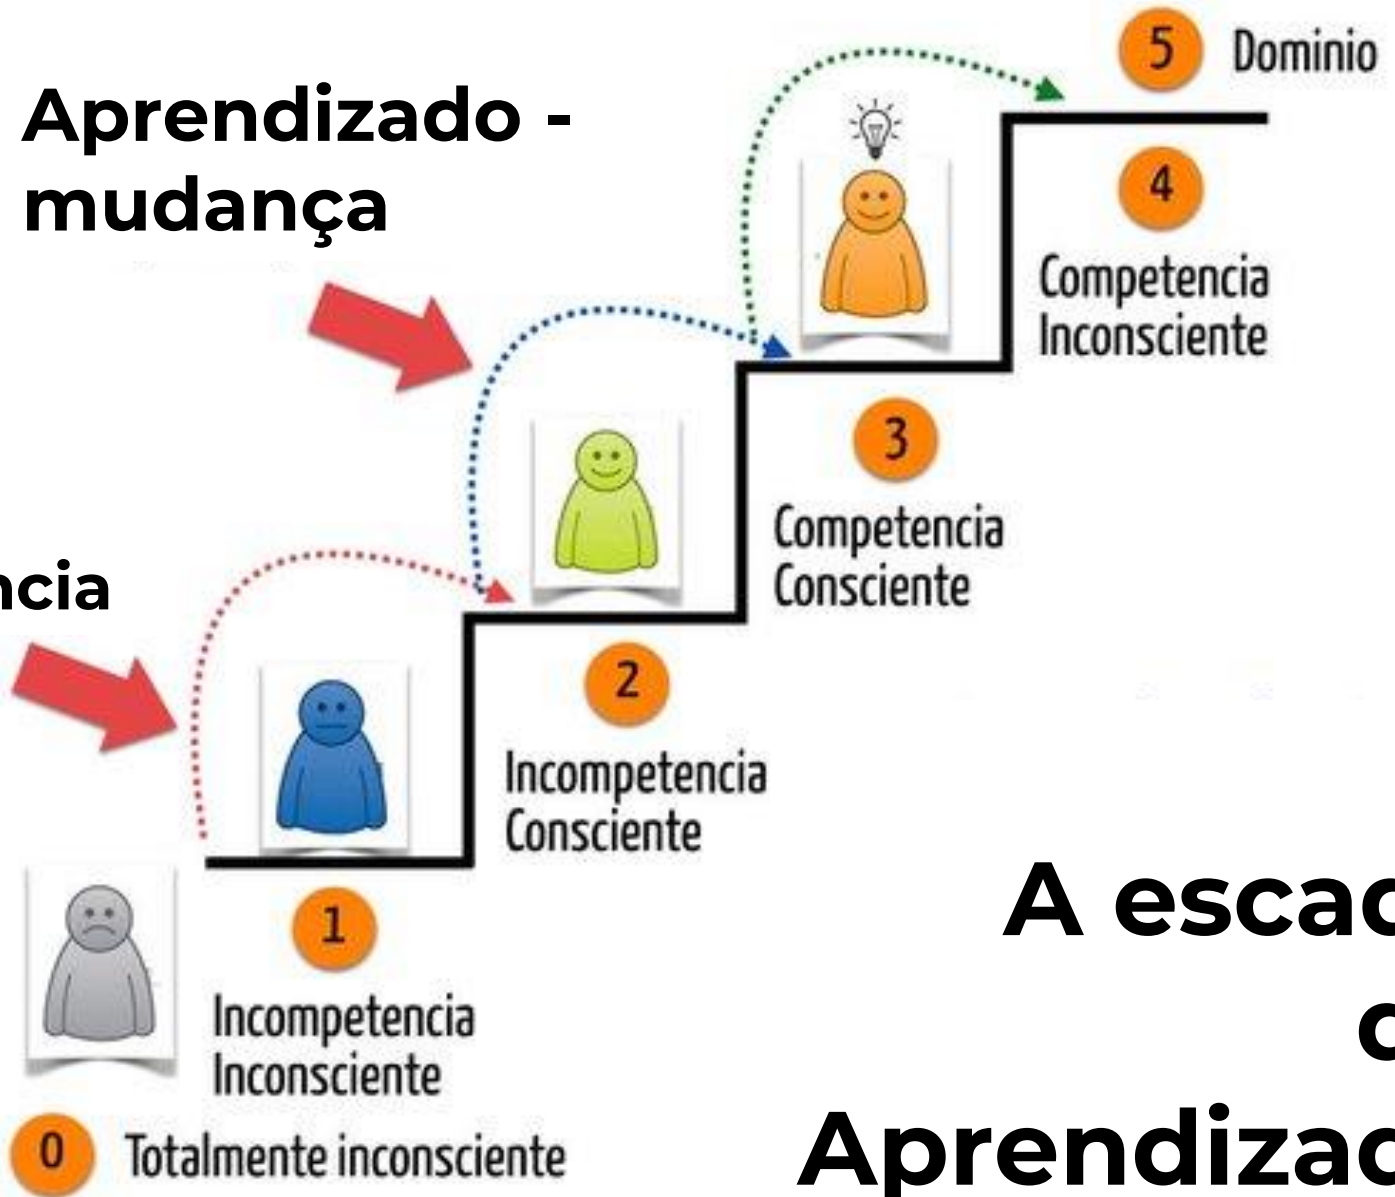 5 Dominio
Aprendizado -
mudança
4
Competencia
Inconsciente
3
Competencia
Consciente
ncia
2
Incompetencia
Consciente
1
Incompetencia
Inconsciente
0 Totalmente inconsciente
A escad
d
Aprendizad